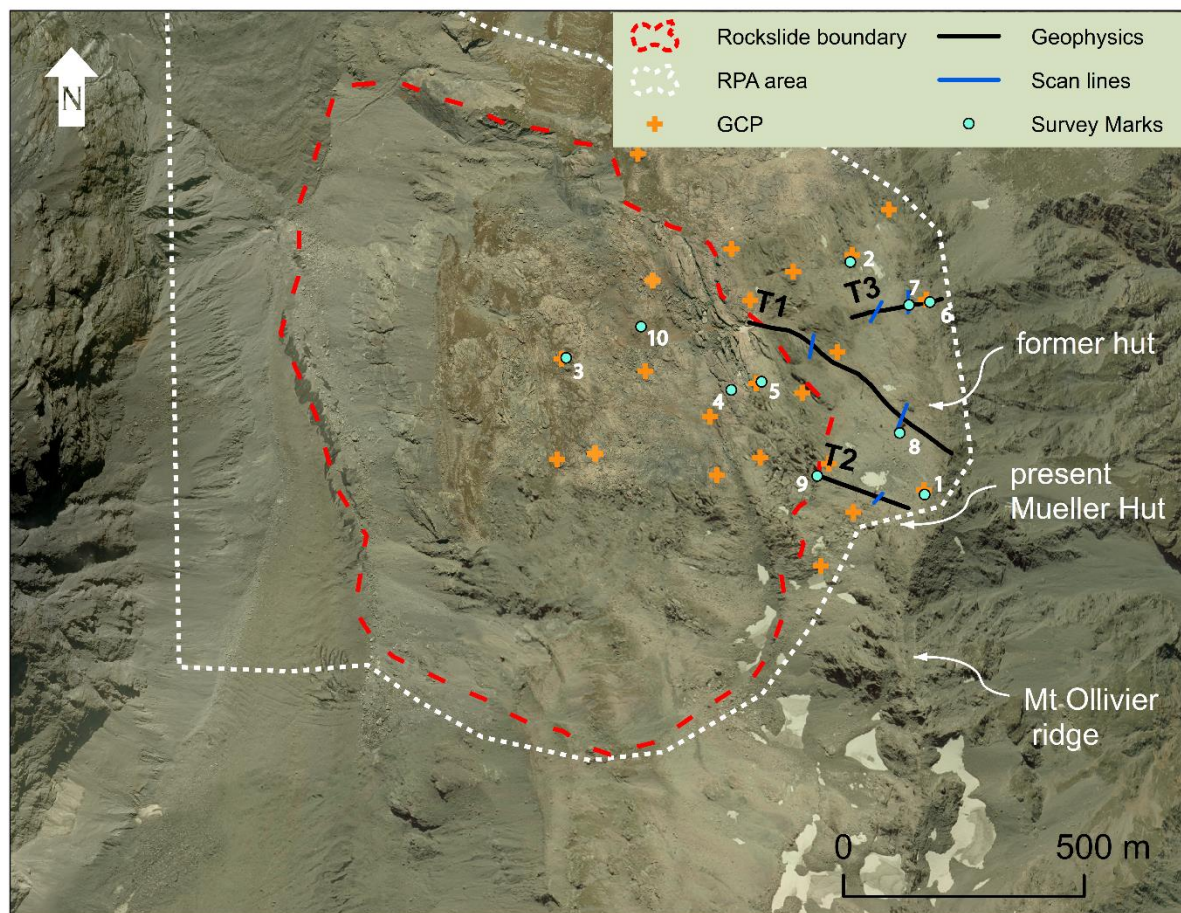 N
Rockslide boundary
RPA area
GCP
Geophysics
Scan lines
Survey Marks
2
T3
7
6
T1
10
3
former hut
4
5
8
T2
9
1
present
Mueller Hut
Mt Ollivier
ridge
0
500 m